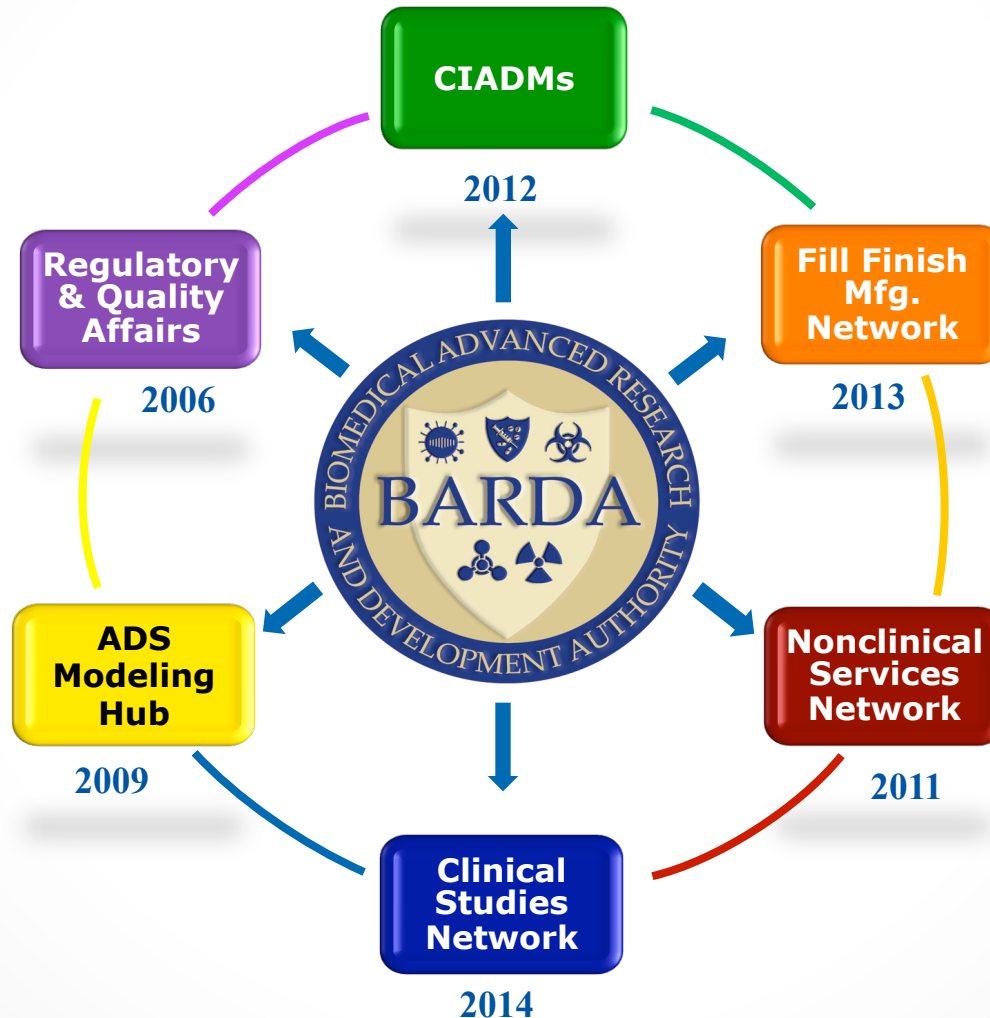 CIADMs
2012
Regulatory
& Quality
Affairs
2006
Fill Finish
Mfg.
Network
2013
BIOMEDICAL ADVANCED RESEARCH
BARDA
AND DEVELOPMENT AUTHORITY
ADS
Modeling
Hub
2009
Nonclinical
Services
Network
2011
Clinical
Studies
Network
2014